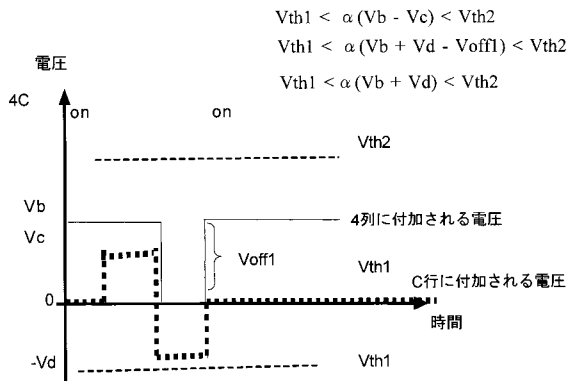 Vth1 < α(Vb - Vc) < Vth2
Vth1 < α(Vb + Vd - Voff1) < Vth2
Vth1 < α(Vb + Vd) < Vth2
電圧
4C
on
on
Vth2
Vb
4列に付加される電圧
Vc
Voff1
Vth1
C行に付加される電圧
0
時間
-Vd
Vth1